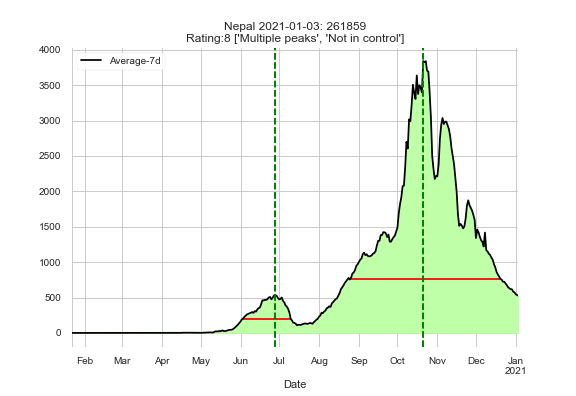 Nepal 2021-01-03: 261859
Rating:8 ['Multiple peaks', 'Not in control']
Average-7d
4000
3500
3000
2500
2000
1500
1000
500
0
Feb Mar Apr May Jun Jul Aug Sep Oct Nov Dec Jan
2021
Date